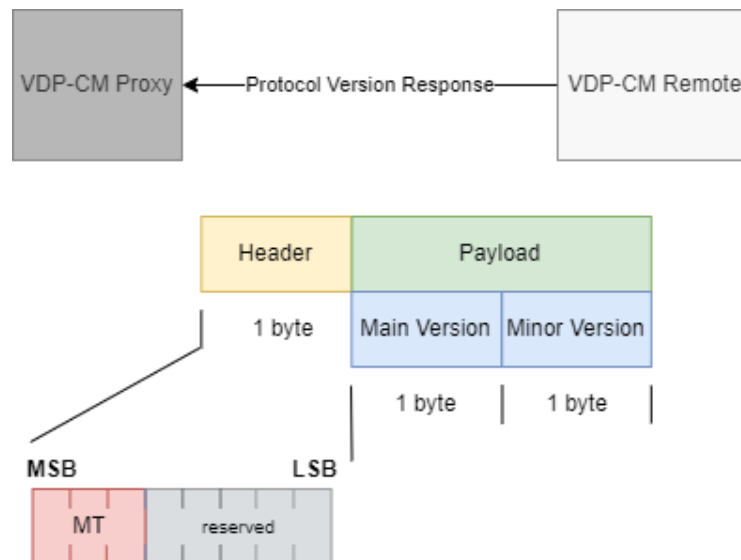 VDP-CM Proxy
Protocol Version Response
VDP-CM Remote
Header
Payload
1 byte
Main Version
Minor Version
1 byte
1 byte
MSB
LSB
MT
reserved